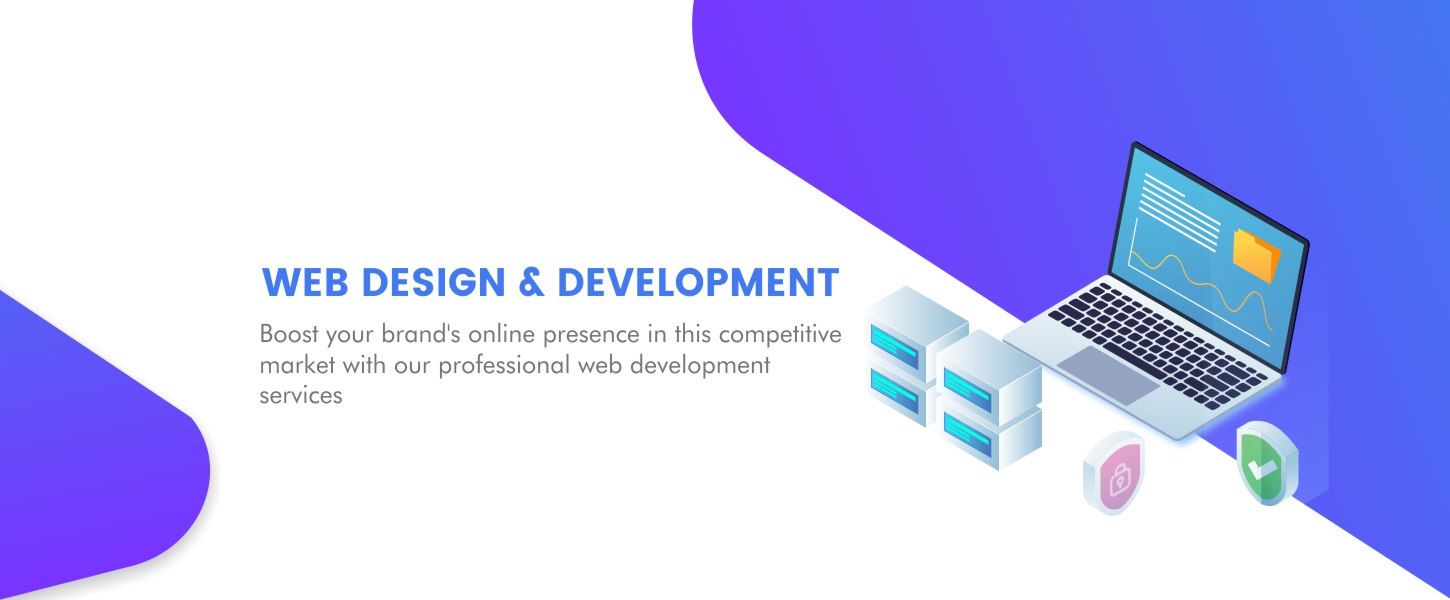 WEB DESIGN & DEVELOPMENT
Boost your brand's online presence in this competitive
market with our professional web development
services